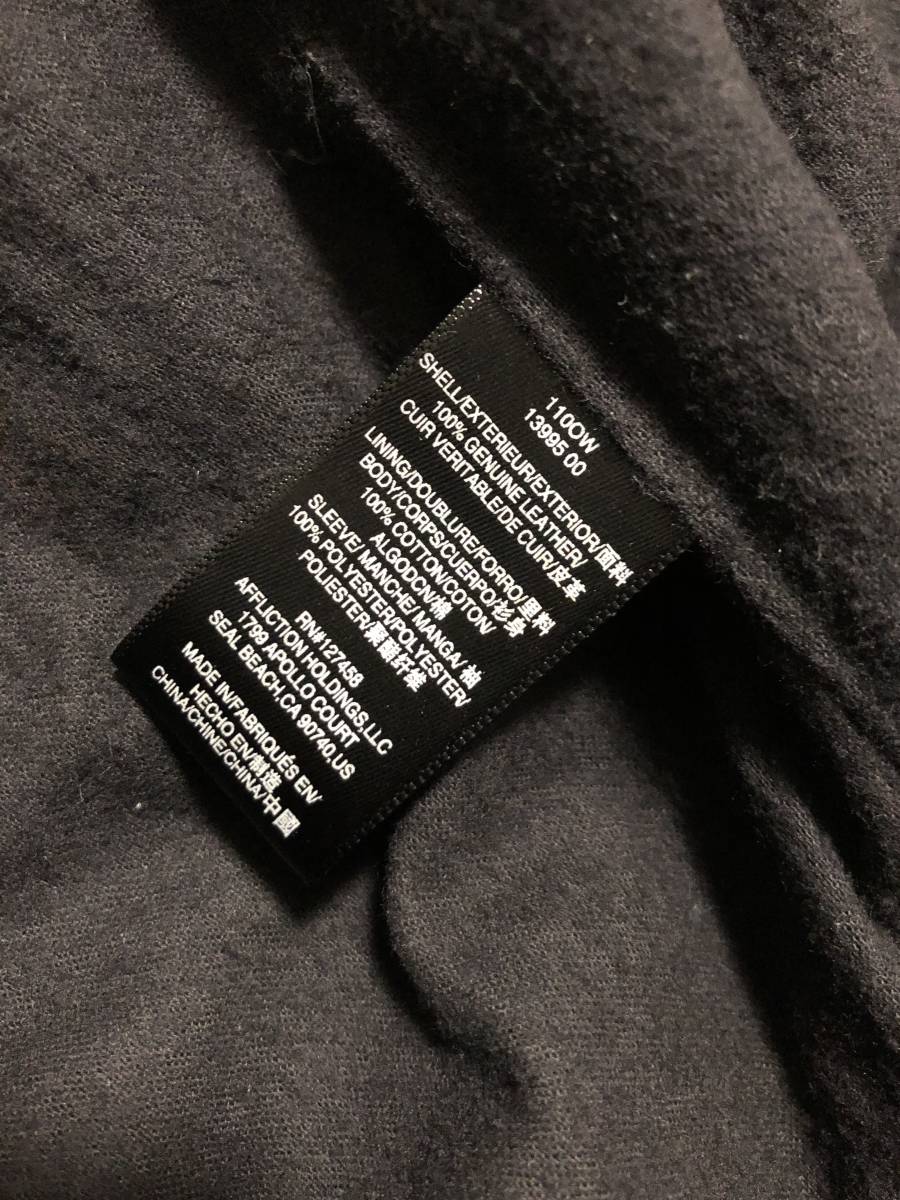 110OW
13995 00
SHELL/EXTERIEUR/EXTERIOR/面料
100% GENUINE LEATHER/
CUIR VERITABLE/DE CUIR/皮革
LINING/DOUBLURE/FORRO/里料
BODY/CORPS/CUERPO/衫身
100% COTTON/COTON/
ALGODON/棉
SLEEVE/ MANCHE/MANGA/ 袖
100% POLYESTER/POLYESTER/
POLIESTER/聚酯纤维
RN#127458
AFFLICTION HOLDINGS,LLC
1799 APOLLO COURT
SEAL BEACH,CA 90740,US
MADE IN/FABRIQUÉS EN/
HECHO EN/制造
CHINA/CHINE/CHINA/中國